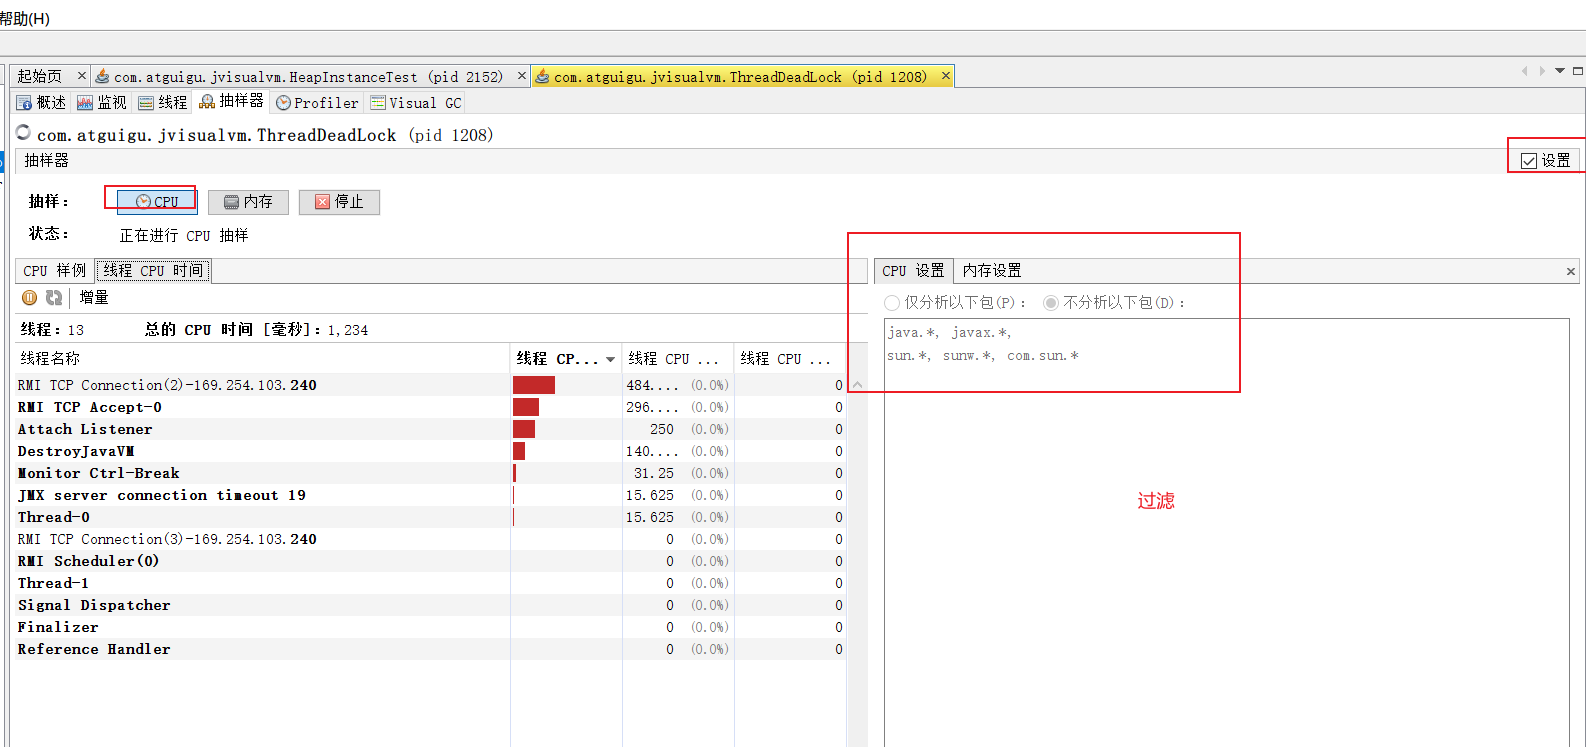 帮助(H)
起始页 × com.atguigu.jvisualvm.HeapInstanceTest (pid 2152) × com.atguigu.jvisualvm.ThreadDeadLock (pid 1208) ×
概述 监视 线程 抽样器 Profiler Visual GC
com.atguigu.jvisualvm.ThreadDeadLock (pid 1208)
抽样器 设置
抽样： CPU 内存 停止
状态： 正在进行 CPU 抽样
CPU 样例 线程 CPU 时间 CPU 设置 内存设置 ×
增量 仅分析以下包(P)： 不分析以下包(D)：
线程：13 总的 CPU 时间 [毫秒]：1,234 java.*, javax.*,
线程名称 线程 CP... 线程 CPU ... 线程 CPU ... sun.*, sunw.*, com.sun.*
RMI TCP Connection(2)-169.254.103.240 484.... (0.0%) 0
RMI TCP Accept-0 296.... (0.0%) 0
Attach Listener 250 (0.0%) 0
DestroyJavaVM 140.... (0.0%) 0
Monitor Ctrl-Break 31.25 (0.0%) 0
JMX server connection timeout 19 15.625 (0.0%) 0
过滤
Thread-0 15.625 (0.0%) 0
RMI TCP Connection(3)-169.254.103.240 0 (0.0%) 0
RMI Scheduler(0) 0 (0.0%) 0
Thread-1 0 (0.0%) 0
Signal Dispatcher 0 (0.0%) 0
Finalizer 0 (0.0%) 0
Reference Handler 0 (0.0%) 0